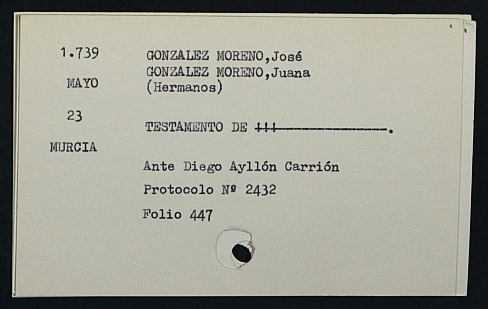 1.739
MAYO
23
MURCIA
GONZALEZ MORENO,José
GONZALEZ MORENO,Juana
(Hermanos)
TESTAMENTO DE ---------------.
Ante Diego Ayllón Carrión
Protocolo Nº 2432
Folio 447